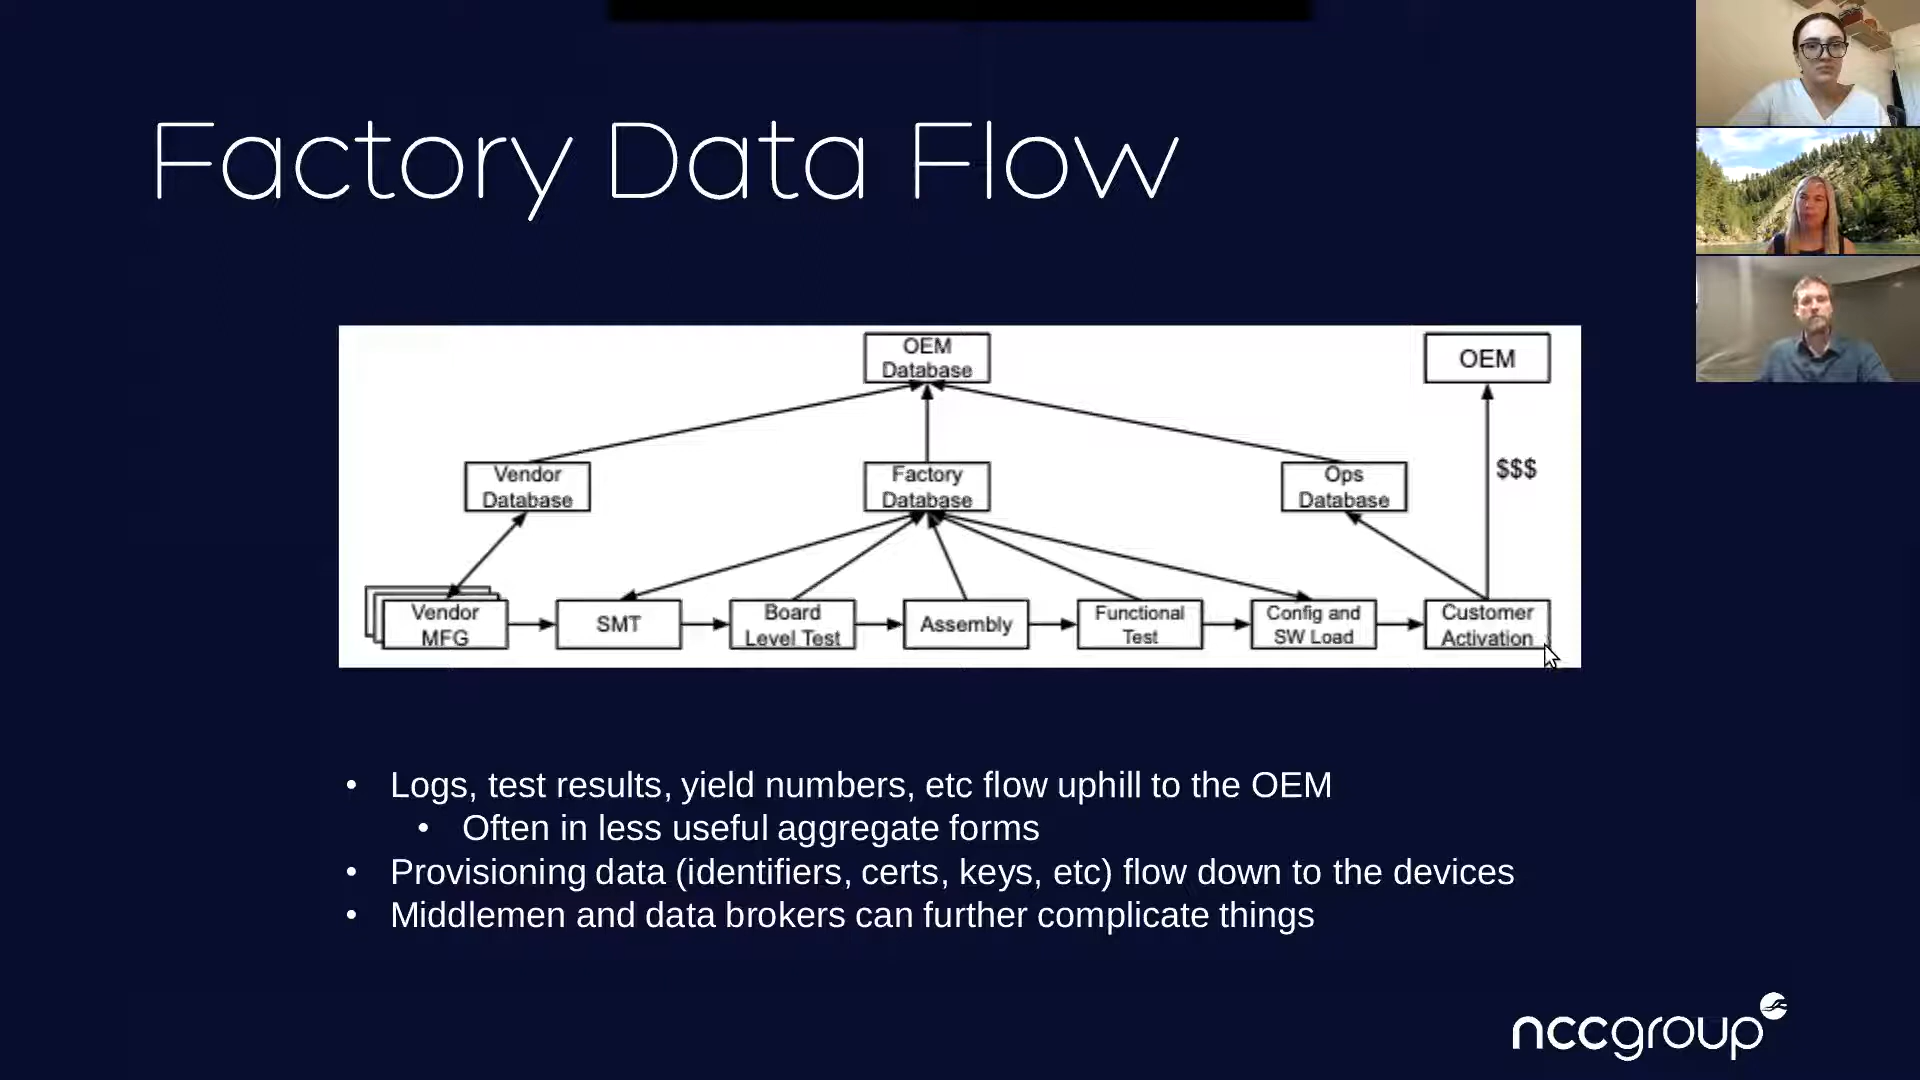 Factory Data Flow
OEM
Database
OEM
$$$
Vendor
Database
Factory
Database
Ops
Database
Vendor
MFG
SMT
Board
Level Test
Assembly
Functional
Test
Config and
SW Load
Customer
Activation
• Logs, test results, yield numbers, etc flow uphill to the OEM
• Often in less useful aggregate forms
• Provisioning data (identifiers, certs, keys, etc) flow down to the devices
• Middlemen and data brokers can further complicate things
nccgroup